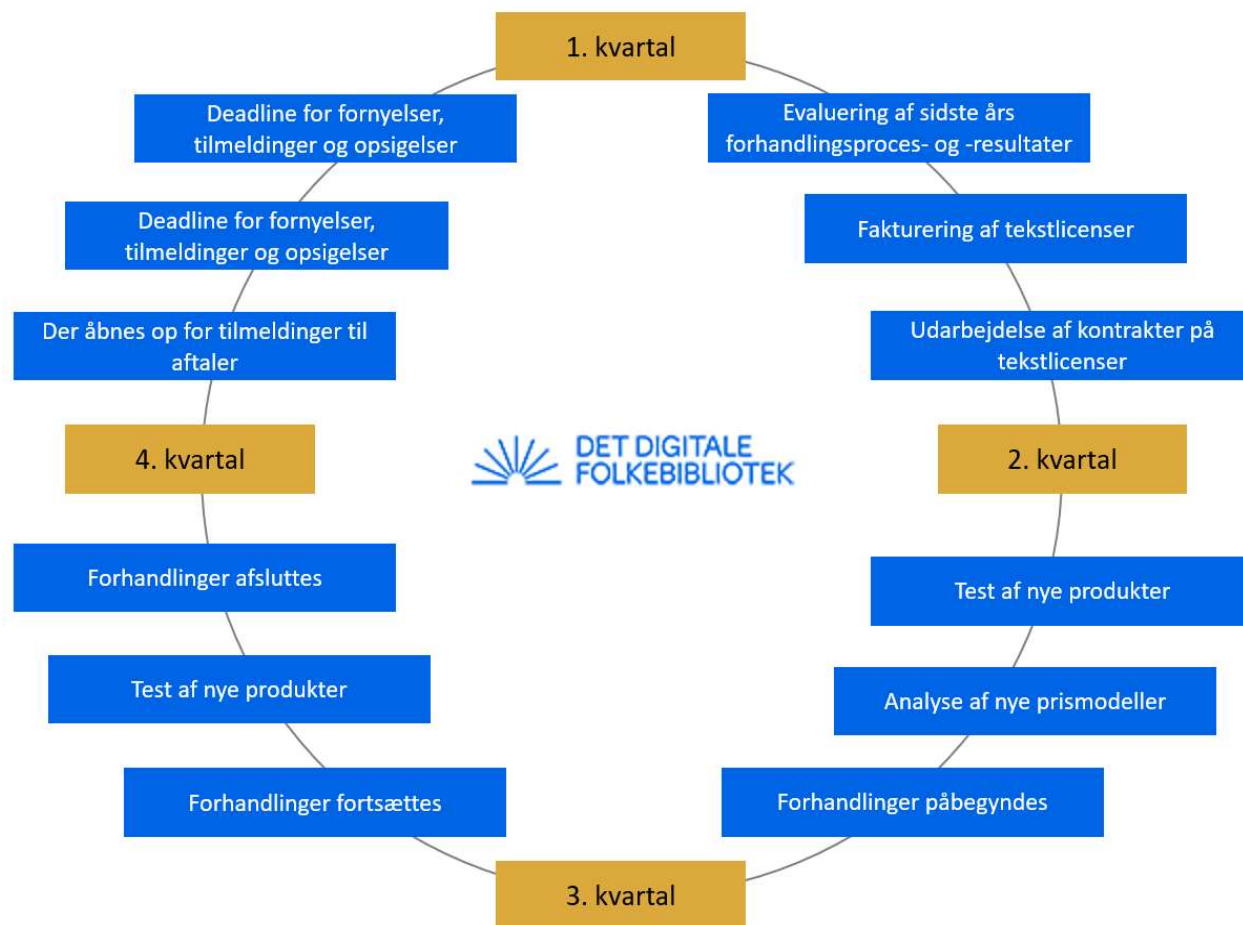 1. kvartal
Evaluering af sidste års
forhandlingsproces- og -resultater
Fakturering af tekstlicenser
Udarbejdelse af kontrakter på
tekstlicenser
2. kvartal
Test af nye produkter
Analyse af nye prismodeller
Forhandlinger påbegyndes
3. kvartal
Forhandlinger fortsættes
Test af nye produkter
Forhandlinger afsluttes
4. kvartal
Der åbnes op for tilmeldinger til
aftaler
Deadline for fornyelser,
tilmeldinger og opsigelser
Deadline for fornyelser,
tilmeldinger og opsigelser
DET DIGITALE
FOLKEBIBLIOTEK